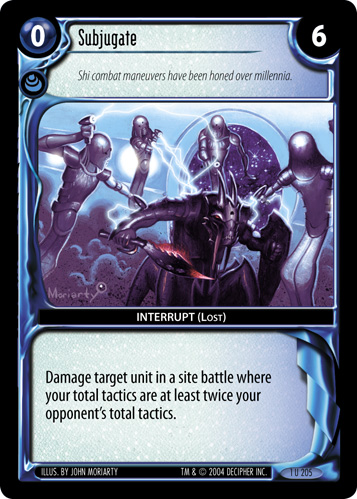 0 Subjugate 6
Shi combat maneuvers have been honed over millennia.
Moriarty
INTERRUPT (LOST)
Damage target unit in a site battle where
your total tactics are at least twice your
opponent's total tactics.
ILLUS. BY JOHN MORIARTY TM & © 2004 DECIPHER INC. 1 U 205